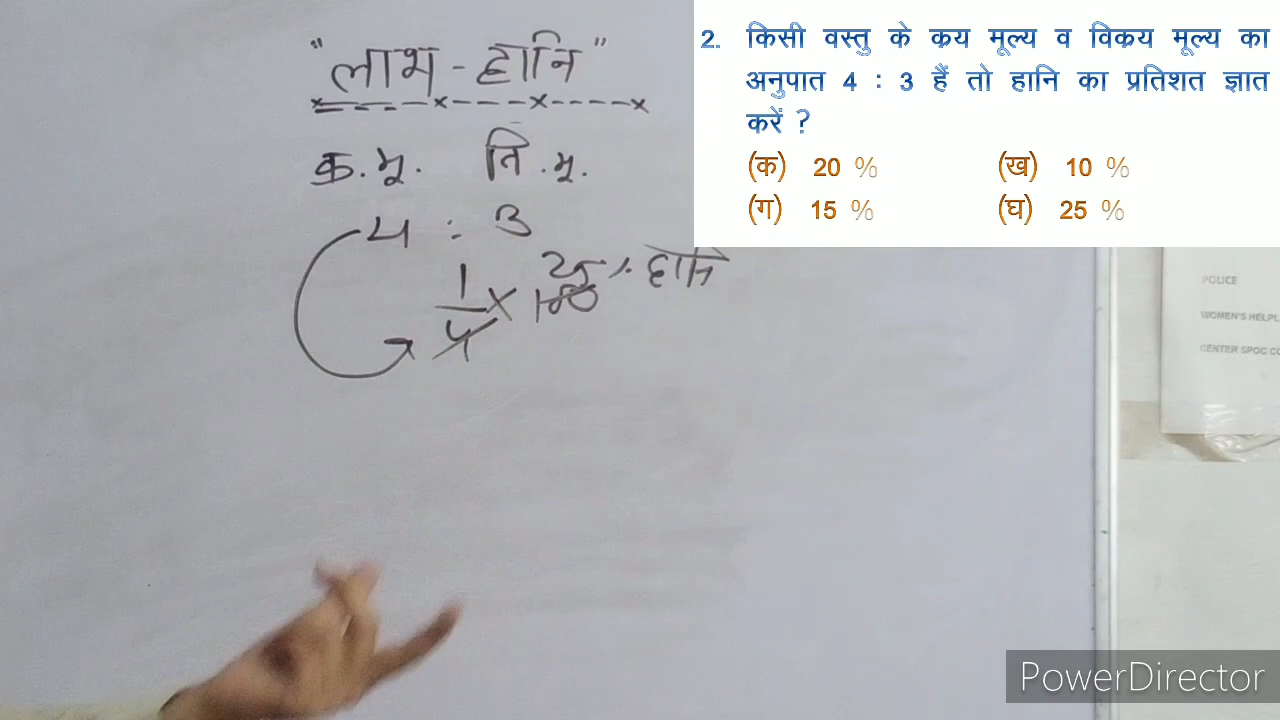 "लाभ - हानि"
क्र. मू. वि. मू.
4 : 3
1/4 × 100 25 % हानि
2. किसी वस्तु के क्रय मूल्य व विक्रय मूल्य का
अनुपात 4 : 3 हैं तो हानि का प्रतिशत ज्ञात
करें ?
(क) 20 % (ख) 10 %
(ग) 15 % (घ) 25 %
POLICE
WOMEN'S HELPL
CENTER SPOC CO
PowerDirector